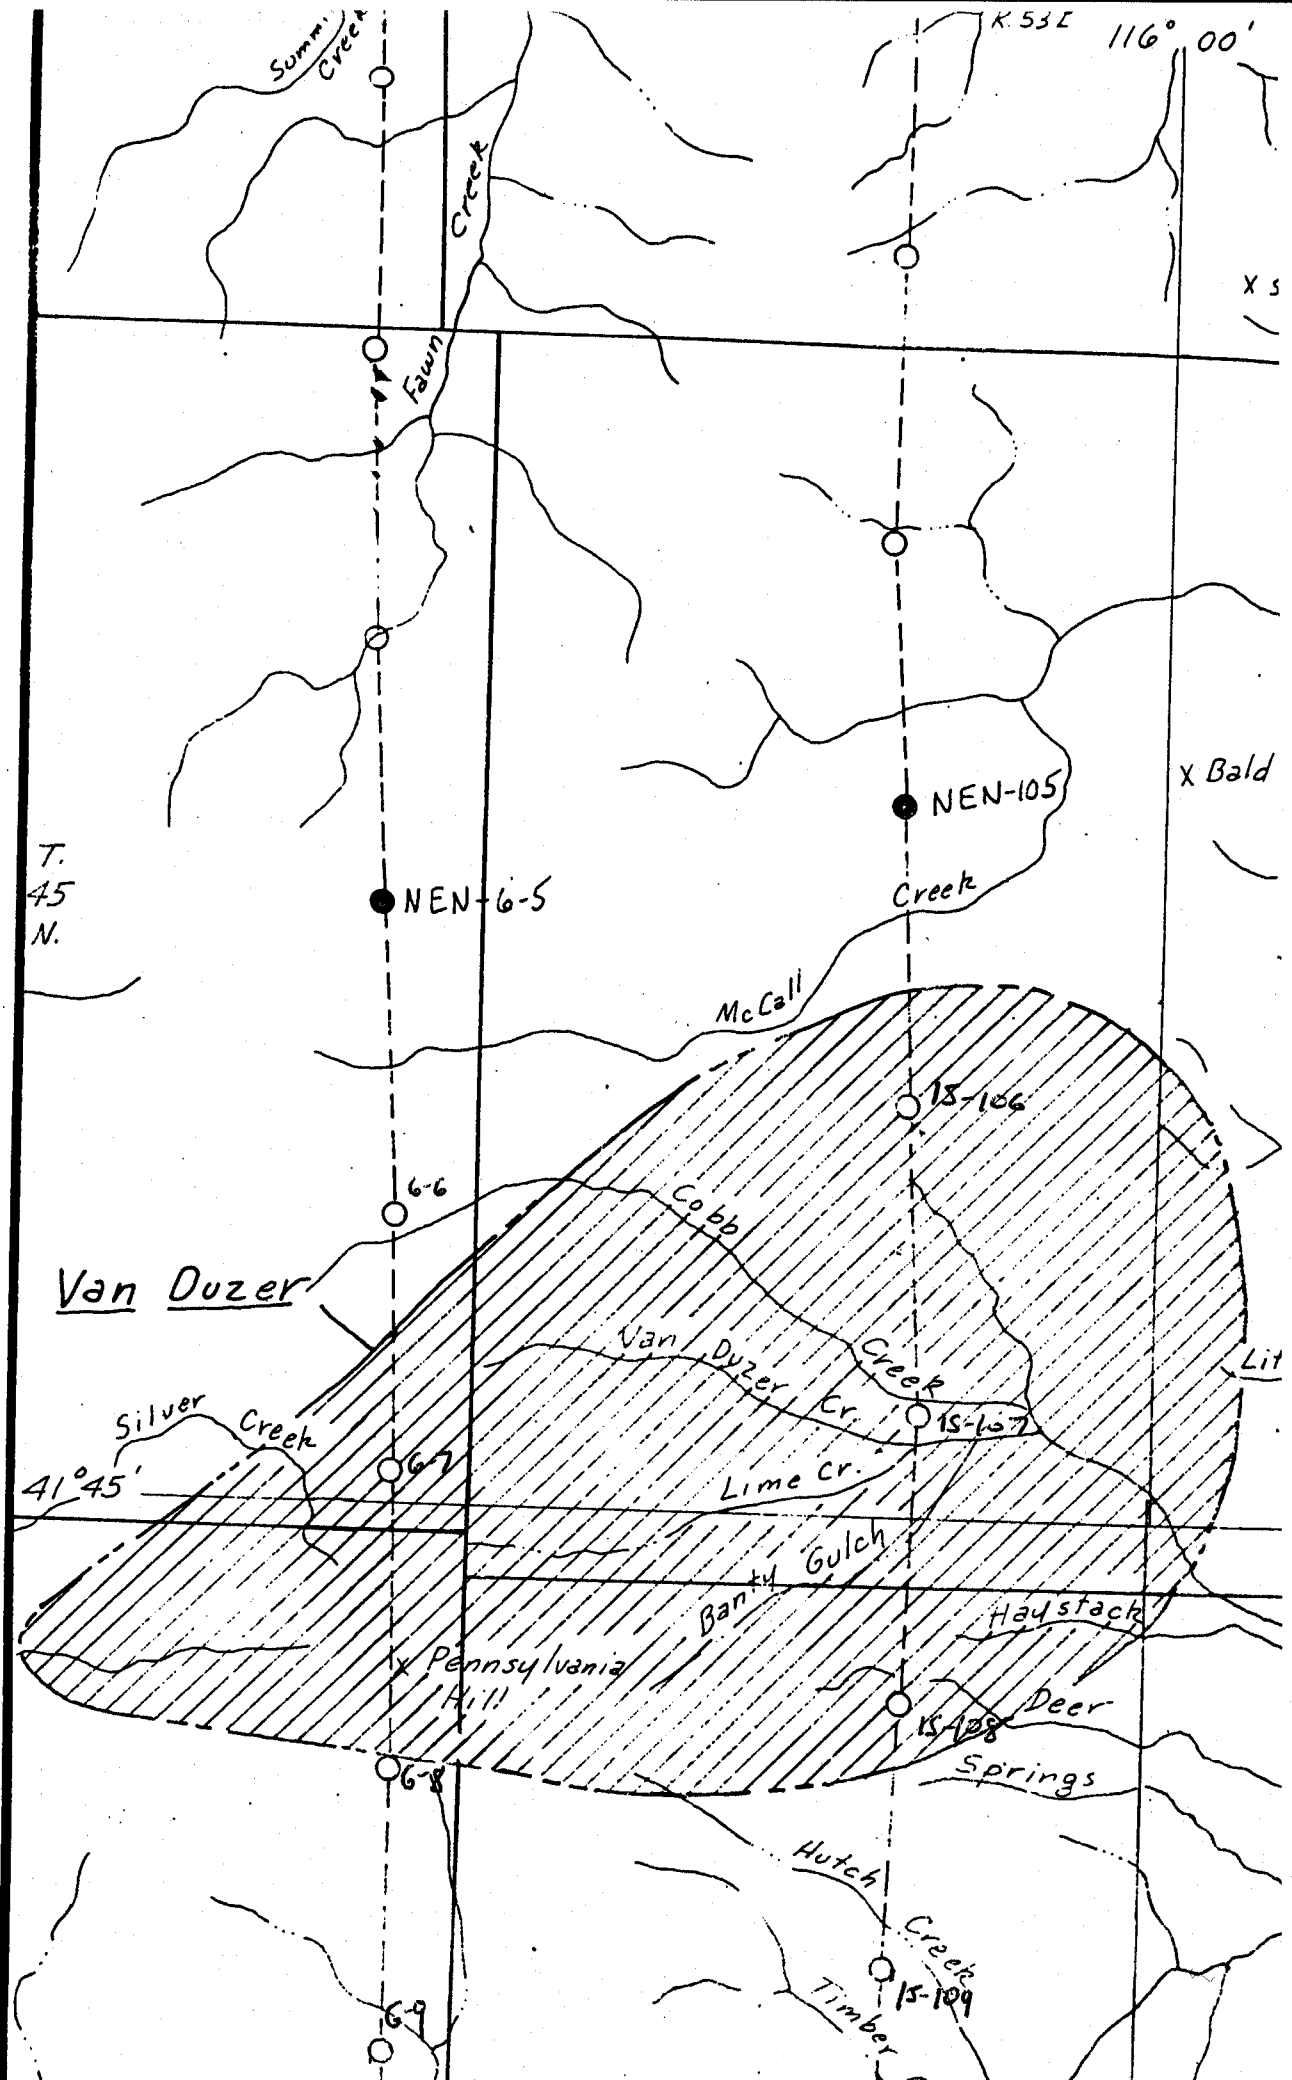 Creek
116° 00'
Creek
Fawn
X Bald
NEN-105
T.
45
N.
NEN-6-5
Creek
McCall
15-106
6-6
Cobb
Van Duzer
Van Duzer Cr.
Creek
Silver Creek
15-107
6-7
Lime Cr.
41°45'
Banty Gulch
Haystack
x Pennsylvania
Hill
Deer
15-108
6-8
Springs
Hutch
Creek
15-109
6-9
Timber